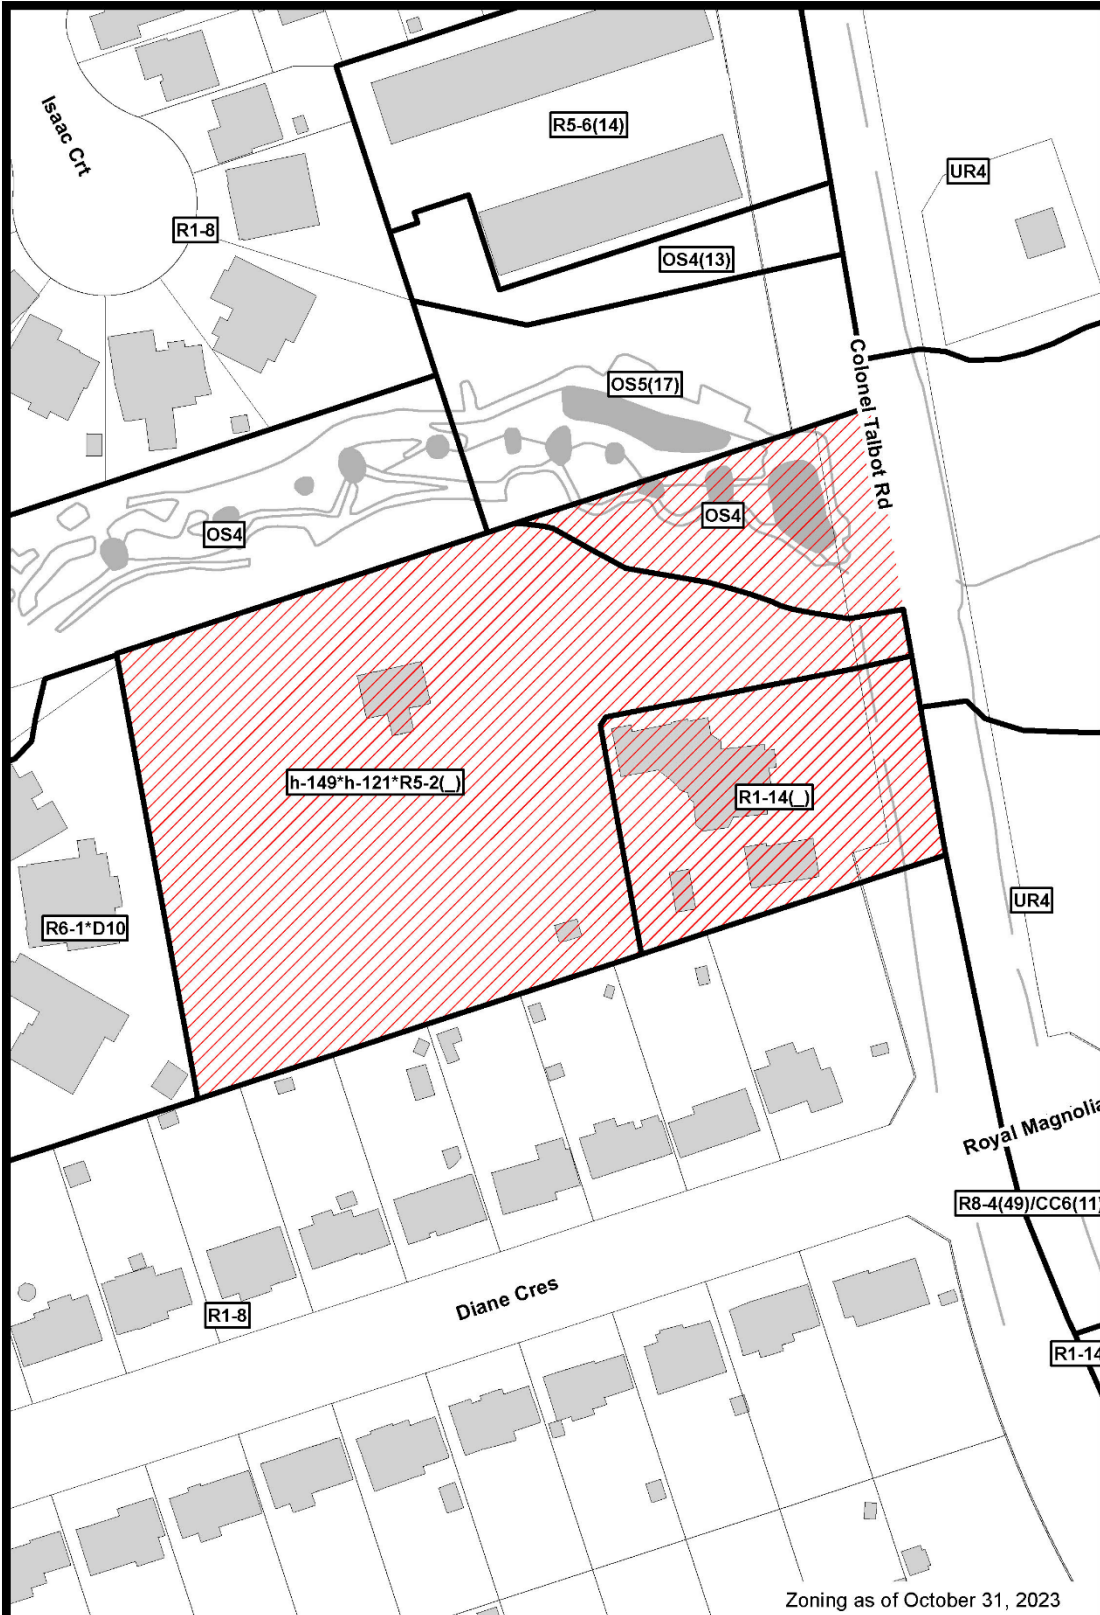 Isaac Crt
R5-6(14)
UR4
R1-8
OS4(13)
Colonel Talbot Rd
OS5(17)
OS4
OS4
h-149*h-121*R5-2(_)
R1-14(_)
R6-1*D10
UR4
Royal Magnolia
R8-4(49)/CC6(11)
Diane Cres
R1-8
R1-14
Zoning as of October 31, 2023